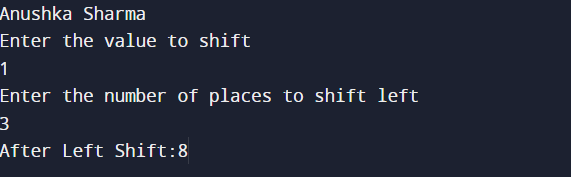 Anushka Sharma
Enter the value to shift
1
Enter the number of places to shift left
3
After Left Shift:8